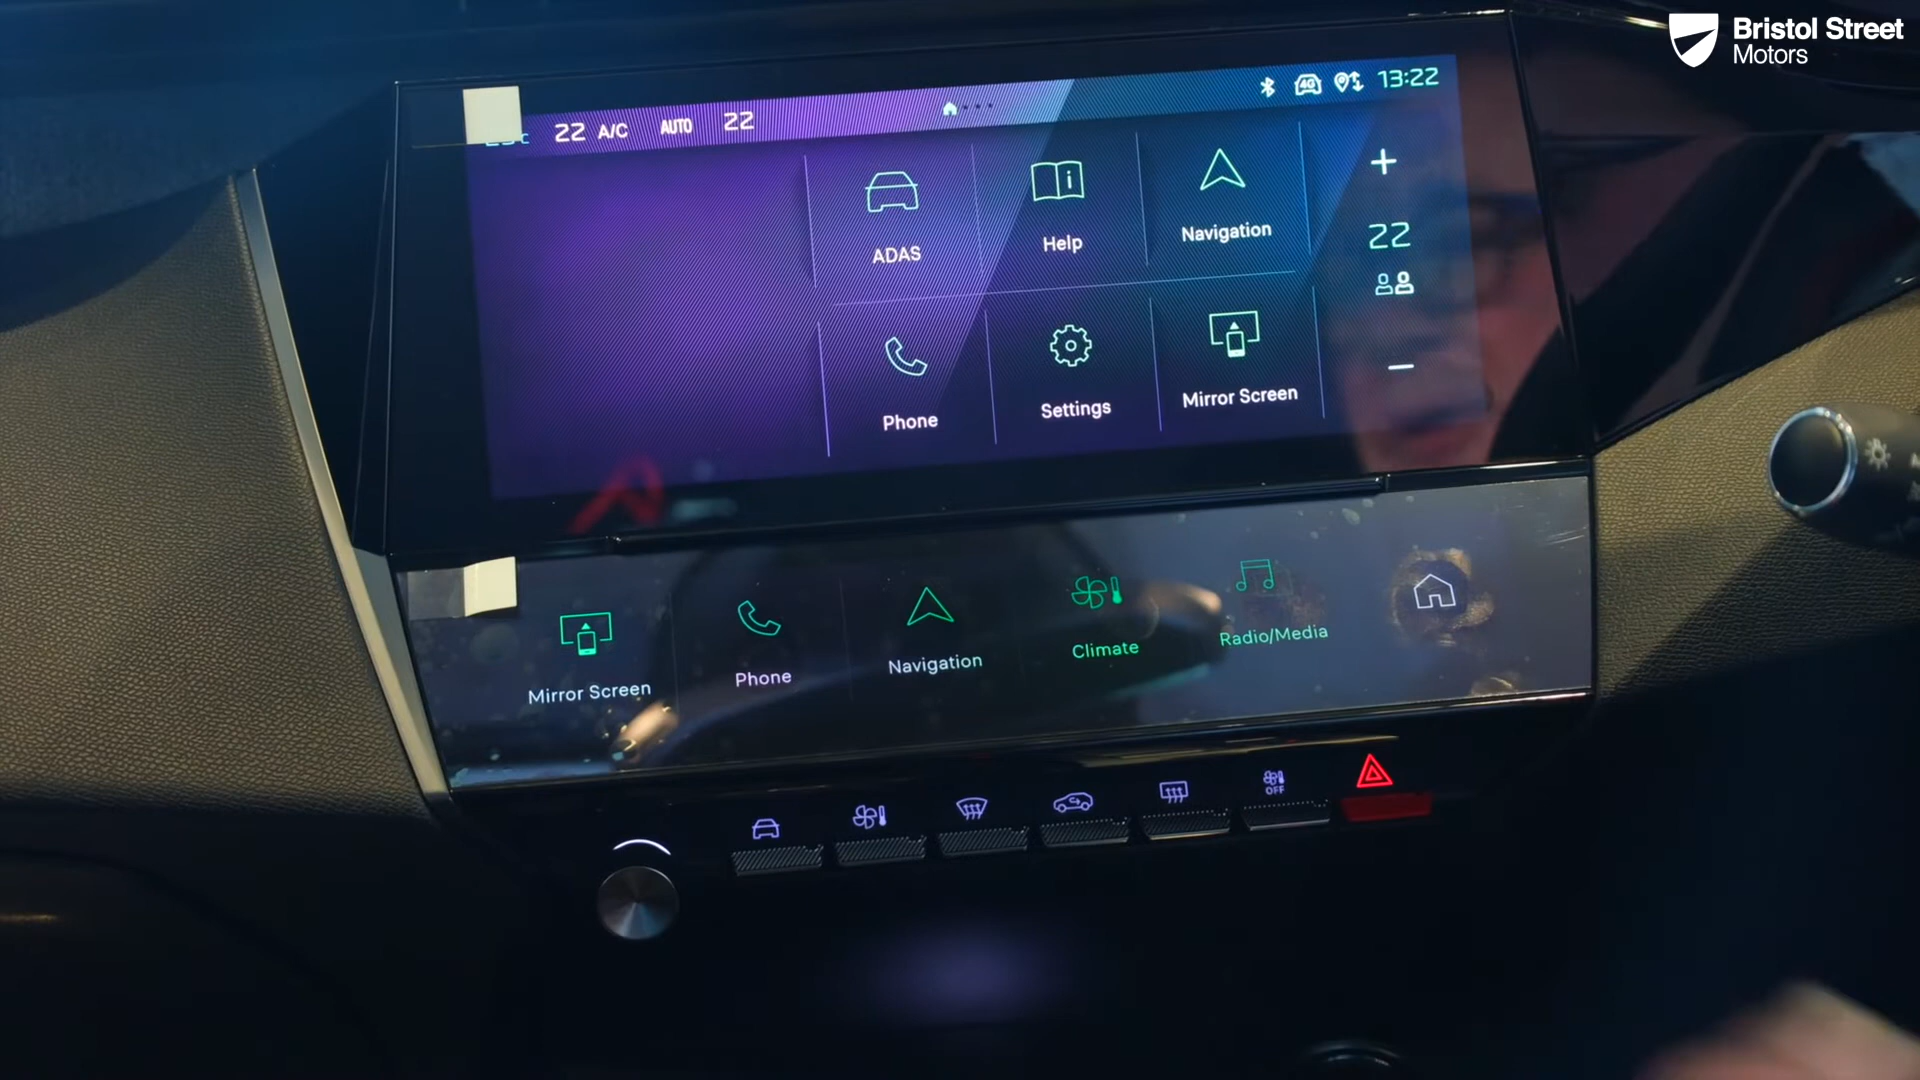 Bristol Street
Motors
22 A/C AUTO 22
4G 13:22
ADAS
Help
Navigation
22
Phone
Settings
Mirror Screen
Mirror Screen
Phone
Navigation
Climate
Radio/Media
OFF